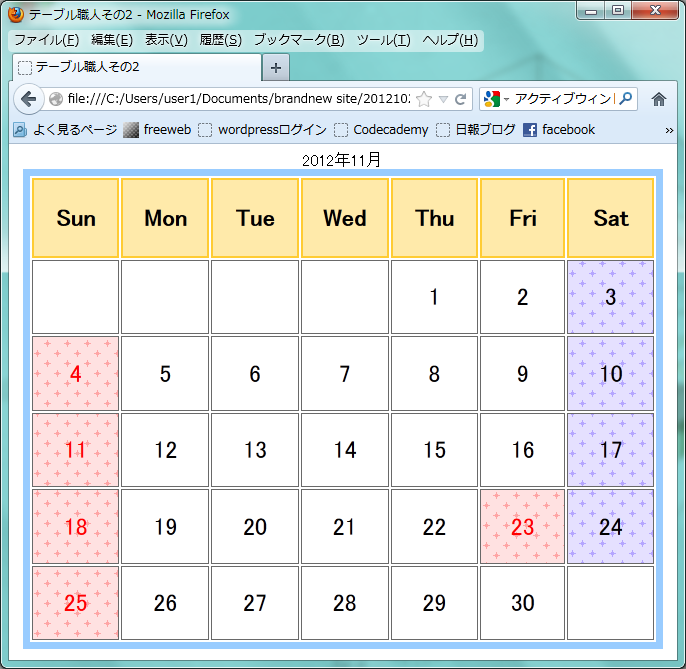 テーブル職人その2 - Mozilla Firefox
ファイル(F) 編集(E) 表示(V) 履歴(S) ブックマーク(B) ツール(T) ヘルプ(H)
テーブル職人その2
file:///C:/Users/user1/Documents/brandnew site/201210 アクティブウィン
よく見るページ freeweb wordpressログイン Codecademy 日報ブログ facebook »
2012年11月
Sun Mon Tue Wed Thu Fri Sat
1 2 3
4 5 6 7 8 9 10
11 12 13 14 15 16 17
18 19 20 21 22 23 24
25 26 27 28 29 30